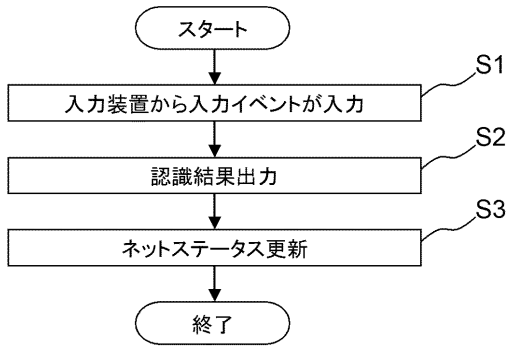 スタート
S1
入力装置から入力イベントが入力
S2
認識結果出力
S3
ネットステータス更新
終了